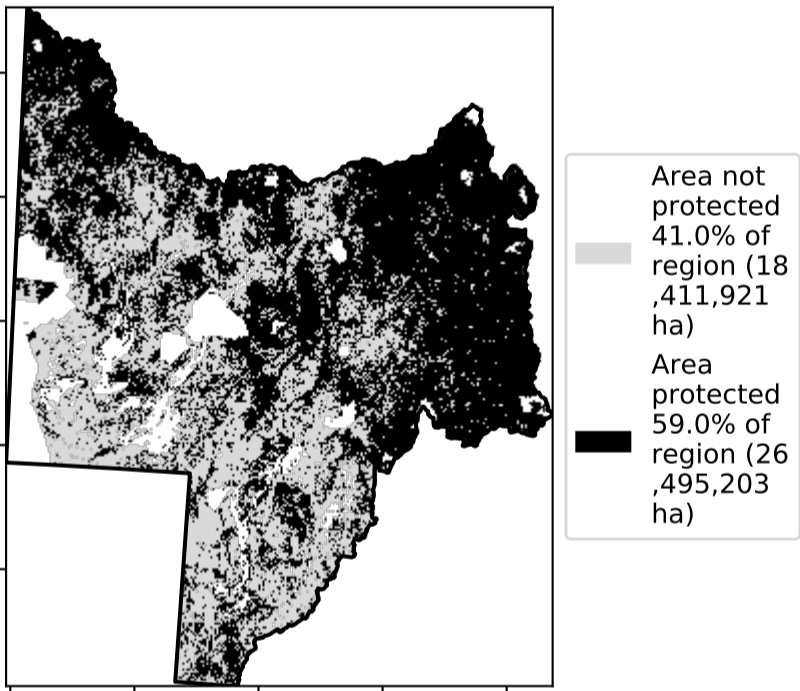 Area not
protected
41.0% of
region (18
,411,921
ha)
Area
protected
59.0% of
region (26
,495,203
ha)